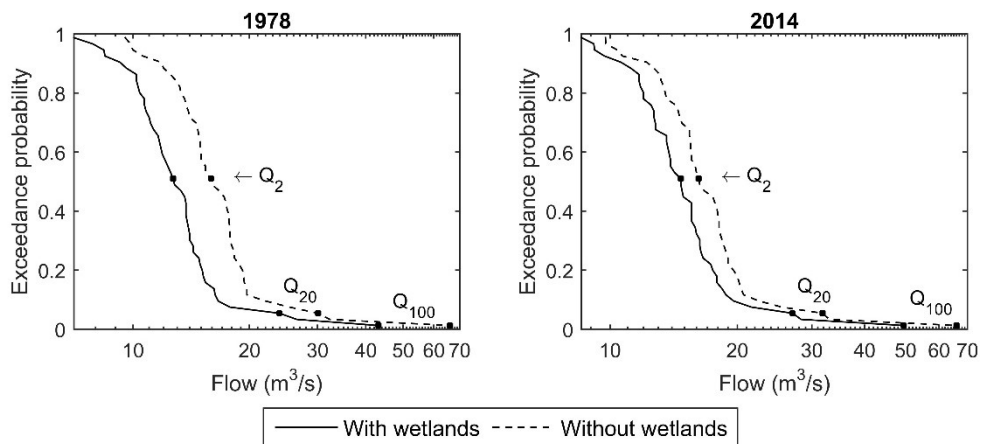 1978
Exceedance probability
1
0.8
0.6
0.4
0.2
0
← Q2
Q20
Q100
10 20 30 40 50 60 70
Flow (m³/s)
2014
Exceedance probability
1
0.8
0.6
0.4
0.2
0
← Q2
Q20
Q100
10 20 30 40 50 60 70
Flow (m³/s)
With wetlands Without wetlands